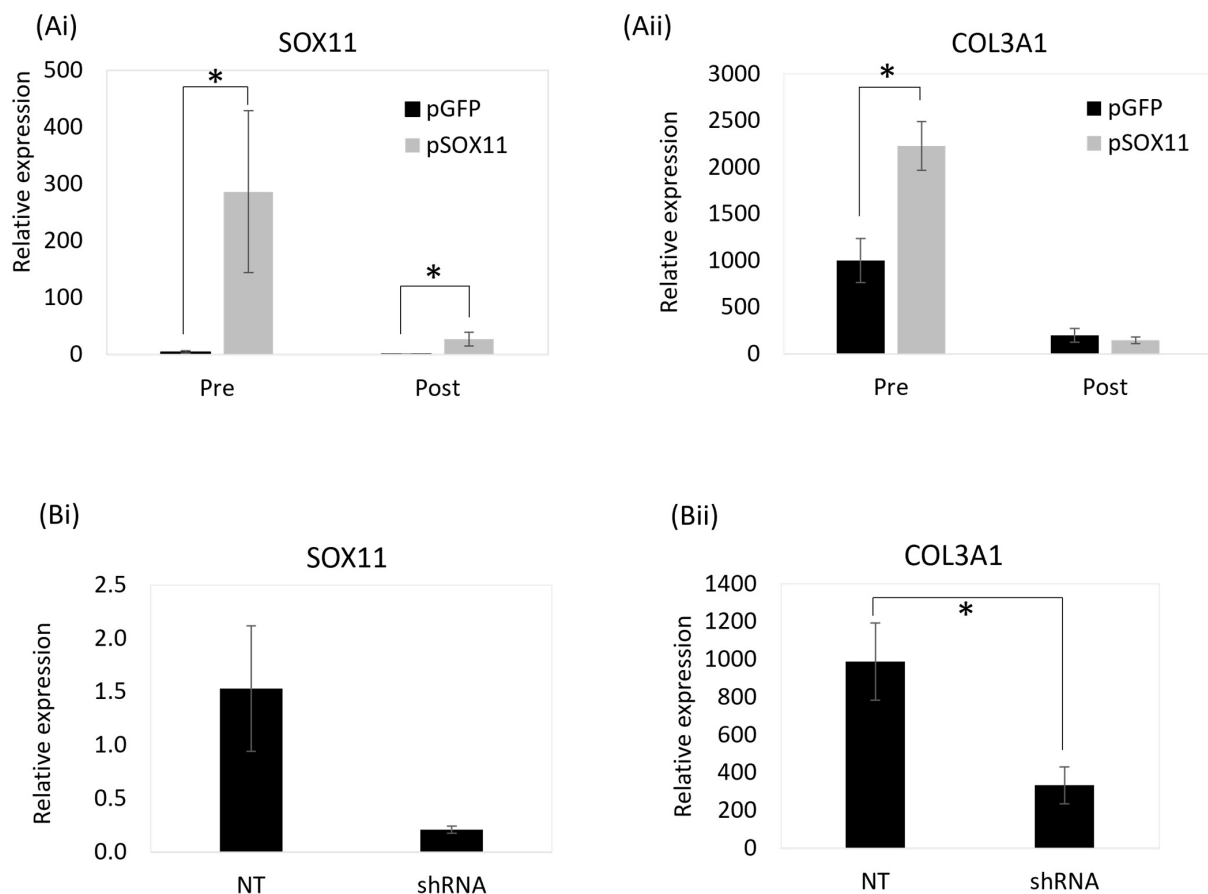 (Ai)
SOX11
Relative expression
500
400
300
200
100
0
*
*
pGFP
pSOX11
Pre Post
(Aii)
COL3A1
Relative expression
3000
2500
2000
1500
1000
500
0
*
pGFP
pSOX11
Pre Post
(Bi)
SOX11
Relative expression
2.5
2.0
1.5
1.0
0.5
0.0
NT shRNA
(Bii)
COL3A1
Relative expression
1400
1200
1000
800
600
400
200
0
*
NT shRNA